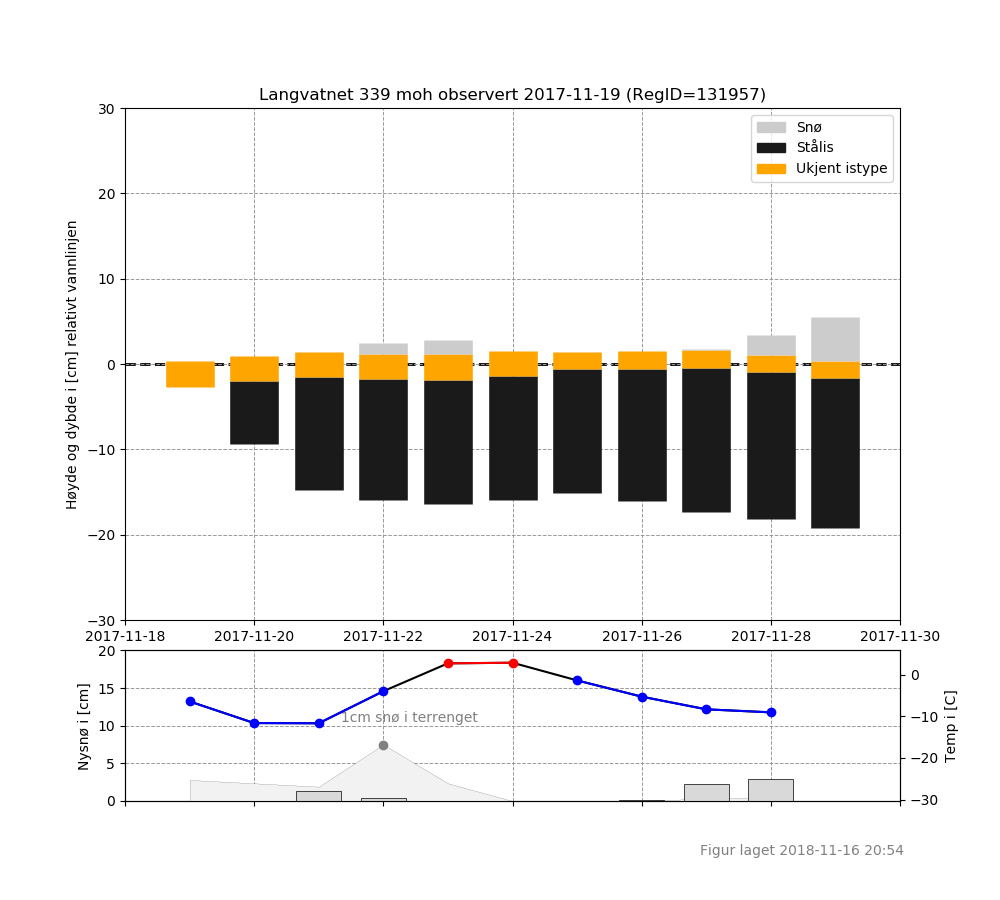 Langvatnet 339 moh observert 2017-11-19 (RegID=131957)
30
20
10
0
−10
−20
−30
Høyde og dybde i [cm] relativt vannlinjen
Snø
Stålis
Ukjent istype
2017-11-18 2017-11-20 2017-11-22 2017-11-24 2017-11-26 2017-11-28 2017-11-30
20
15
10
5
0
Nysnø i [cm]
1cm snø i terrenget
0
−10
−20
−30
Temp i [C]
Figur laget 2018-11-16 20:54